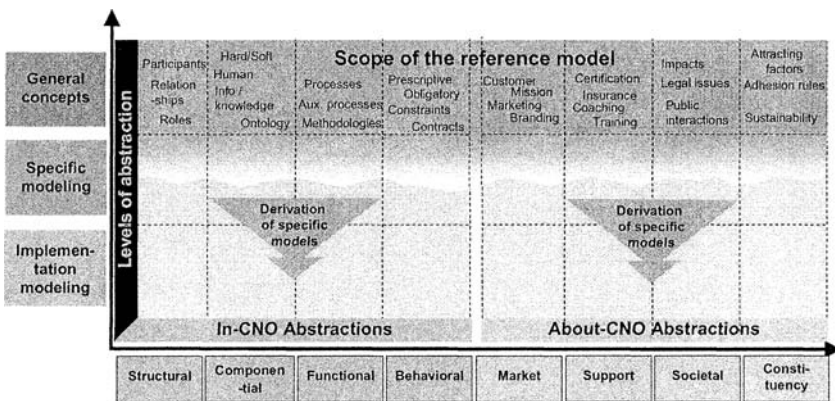 Scope of the reference model
General
concepts
Specific
modeling
Implemen-
tation
modeling
Levels of abstraction
Participants
Relation
-ships
Roles
Hard/Soft
Human
Info /
knowledge
Ontology
Processes
Aux. processes
Methodologies
Prescriptive
Obligatory
Constraints
Contracts
Customer
Mission
Marketing
Branding
Certification
Insurance
Coaching
Training
Impacts
Legal issues
Public
interactions
Attracting
factors
Adhesion rules
Sustainability
Derivation
of specific
models
Derivation
of specific
models
In-CNO Abstractions
About-CNO Abstractions
Structural
Componen
-tial
Functional
Behavioral
Market
Support
Societal
Consti-
tuency